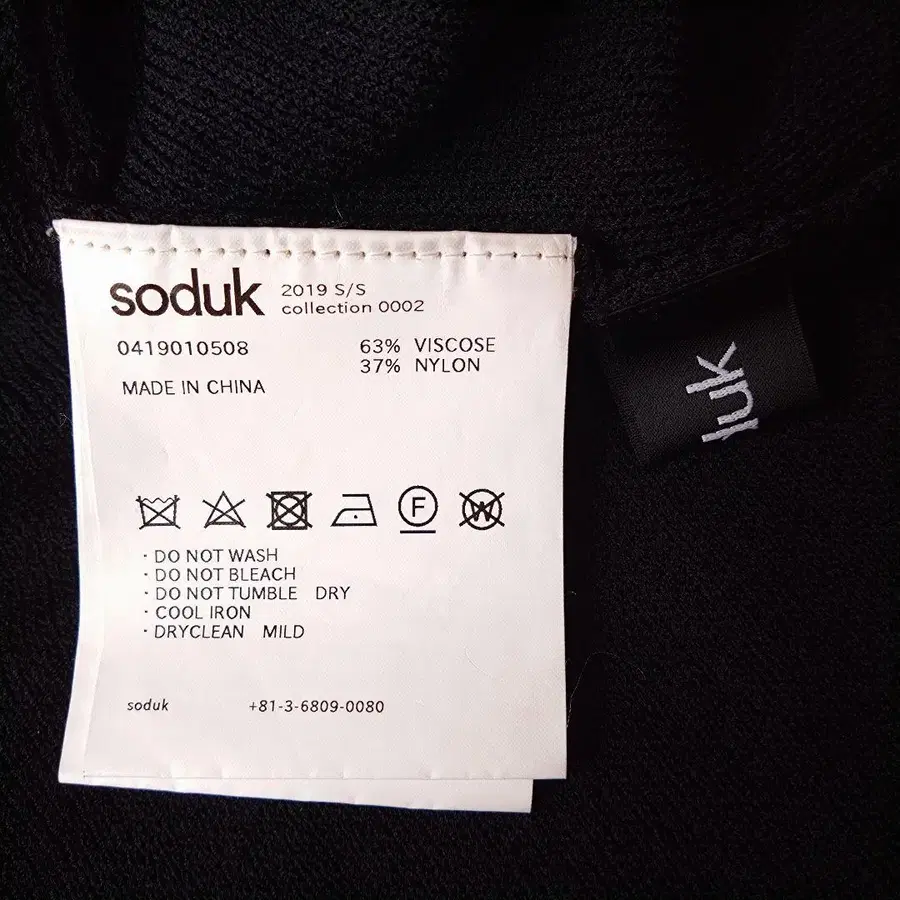 soduk
2019 S/S
collection 0002
0419010508
63% VISCOSE
37% NYLON
MADE IN CHINA
F
W
· DO NOT WASH
· DO NOT BLEACH
· DO NOT TUMBLE DRY
· COOL IRON
· DRYCLEAN MILD
soduk
+81-3-6809-0080
uk